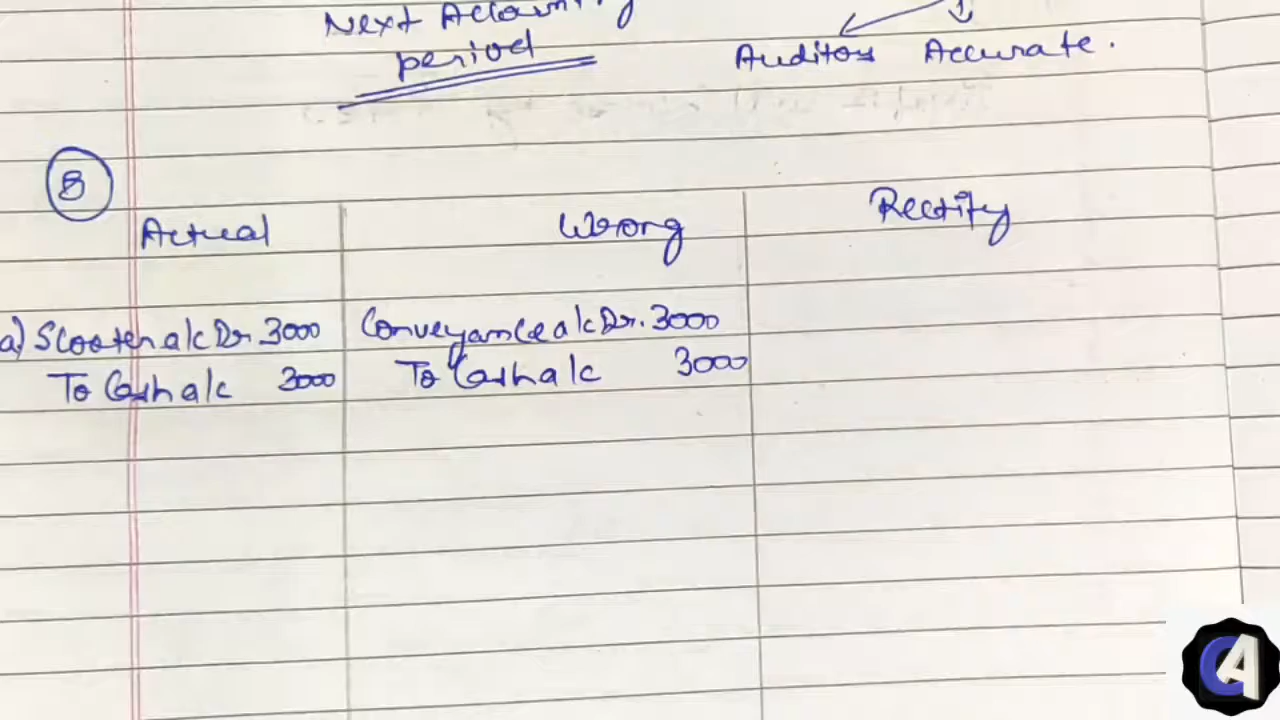 Next Accounting
period
Auditors Accurate.
8
Actual Wrong Rectify
a) Scooter a/c Dr. 3000 Conveyance a/c Dr. 3000
To Cash a/c 3000 To Cash a/c 3000
CA